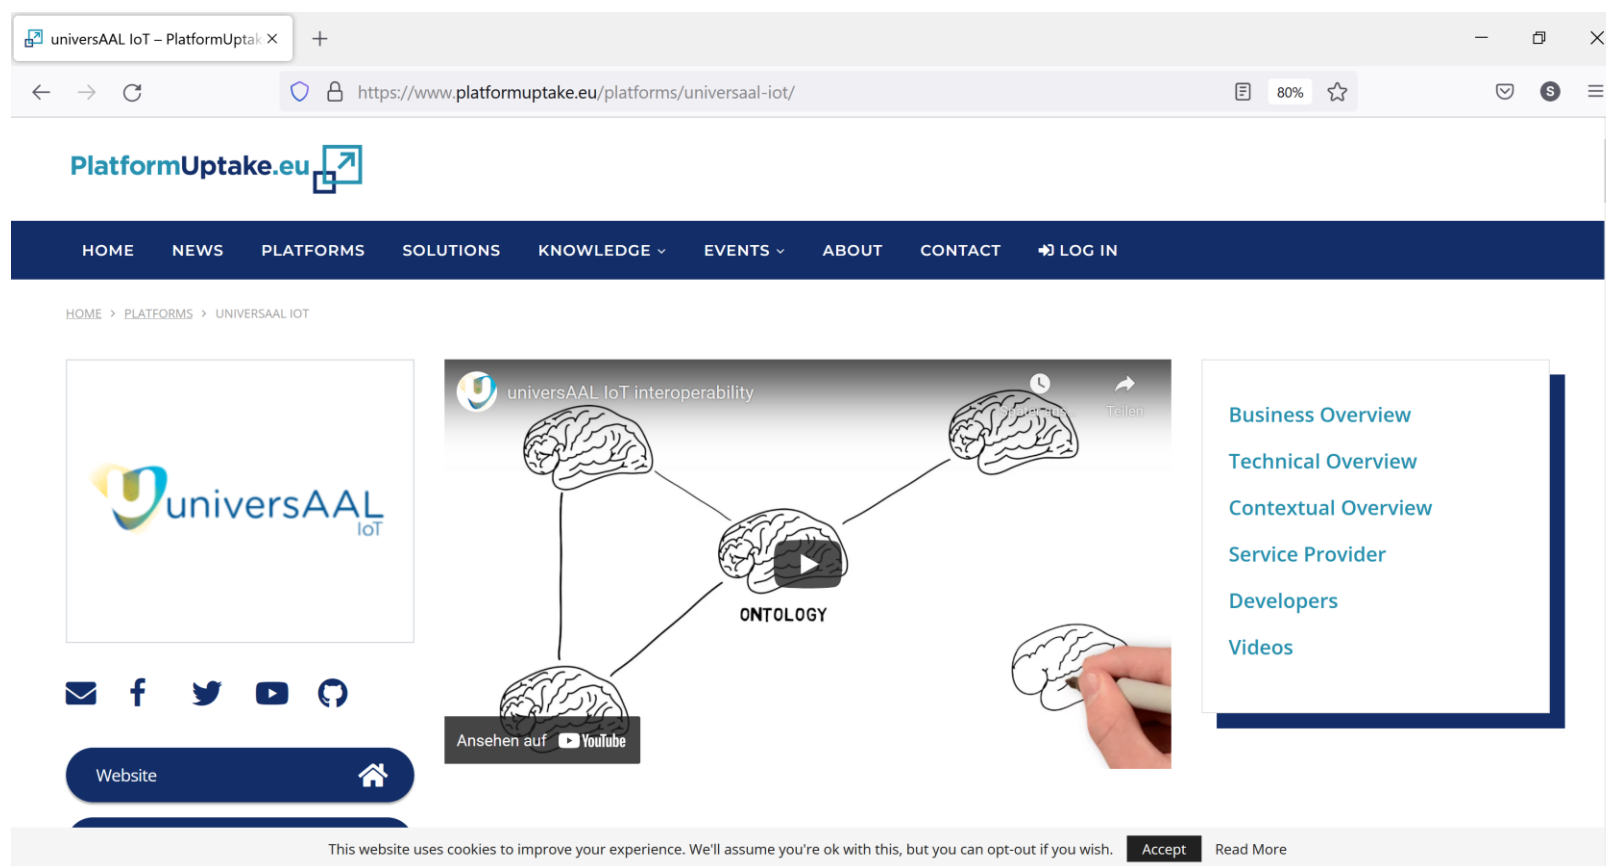 universAAL IoT – PlatformUptak
https://www.platformuptake.eu/platforms/universaal-iot/
80%
S
PlatformUptake.eu
HOME NEWS PLATFORMS SOLUTIONS KNOWLEDGE EVENTS ABOUT CONTACT LOG IN
HOME > PLATFORMS > UNIVERSAAL IOT
universAAL
IoT
universAAL IoT interoperability
Später ans...
Teilen
ONTOLOGY
Ansehen auf YouTube
Business Overview
Technical Overview
Contextual Overview
Service Provider
Developers
Videos
Website
This website uses cookies to improve your experience. We'll assume you're ok with this, but you can opt-out if you wish. Accept Read More